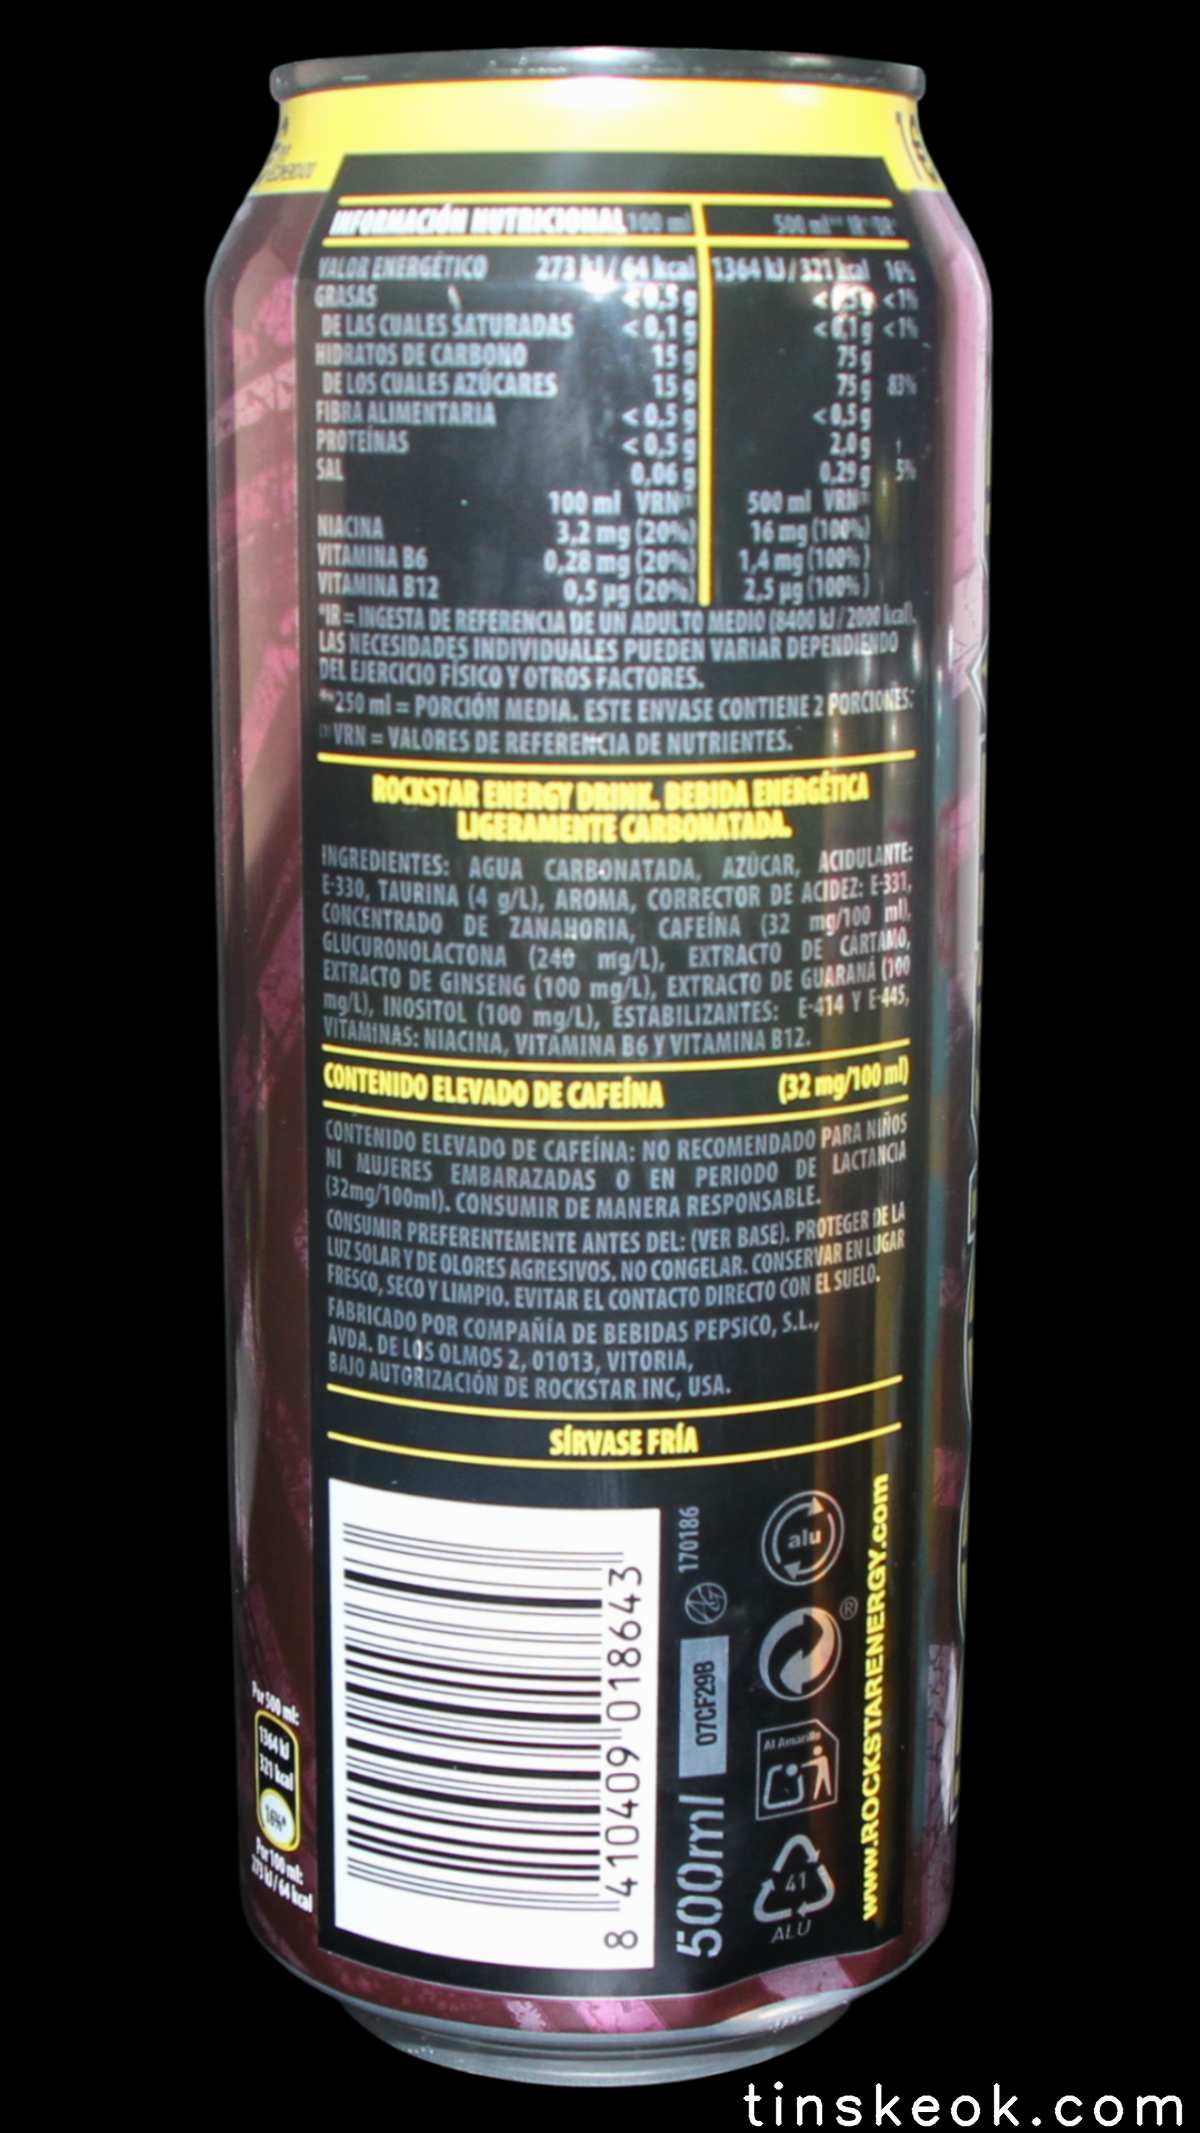 INFORMACIÓN NUTRICIONAL 100 ml 500 ml** IR*
VALOR ENERGÉTICO 273 kJ / 64 kcal 1364 kJ / 321 kcal 16%
GRASAS < 0,5 g < 0,5 g < 1%
DE LAS CUALES SATURADAS < 0,1 g < 0,1 g < 1%
HIDRATOS DE CARBONO 15 g 75 g
DE LOS CUALES AZÚCARES 15 g 75 g 83%
FIBRA ALIMENTARIA < 0,5 g < 0,5 g
PROTEÍNAS < 0,5 g 2,0 g
SAL 0,06 g 0,29 g 5%
100 ml VRN 500 ml VRN
NIACINA 3,2 mg (20%) 16 mg (100%)
VITAMINA B6 0,28 mg (20%) 1,4 mg (100%)
VITAMINA B12 0,5 µg (20%) 2,5 µg (100%)
*IR = INGESTA DE REFERENCIA DE UN ADULTO MEDIO (8400 kJ / 2000 kcal).
LAS NECESIDADES INDIVIDUALES PUEDEN VARIAR DEPENDIENDO
DEL EJERCICIO FÍSICO Y OTROS FACTORES.
**250 ml = PORCIÓN MEDIA. ESTE ENVASE CONTIENE 2 PORCIONES.
VRN = VALORES DE REFERENCIA DE NUTRIENTES.
ROCKSTAR ENERGY DRINK. BEBIDA ENERGÉTICA
LIGERAMENTE CARBONATADA.
INGREDIENTES: AGUA CARBONATADA, AZÚCAR, ACIDULANTE:
E-330, TAURINA (4 g/L), AROMA, CORRECTOR DE ACIDEZ: E-331,
CONCENTRADO DE ZANAHORIA, CAFEÍNA (32 mg/100 ml),
GLUCURONOLACTONA (240 mg/L), EXTRACTO DE CÁRTAMO,
EXTRACTO DE GINSENG (100 mg/L), EXTRACTO DE GUARANÁ (100
mg/L), INOSITOL (100 mg/L), ESTABILIZANTES: E-414 Y E-445,
VITAMINAS: NIACINA, VITAMINA B6 Y VITAMINA B12.
CONTENIDO ELEVADO DE CAFEÍNA (32 mg/100 ml)
CONTENIDO ELEVADO DE CAFEÍNA: NO RECOMENDADO PARA NIÑOS
NI MUJERES EMBARAZADAS O EN PERIODO DE LACTANCIA
(32mg/100ml). CONSUMIR DE MANERA RESPONSABLE.
CONSUMIR PREFERENTEMENTE ANTES DEL: (VER BASE). PROTEGER DE LA
LUZ SOLAR Y DE OLORES AGRESIVOS. NO CONGELAR. CONSERVAR EN LUGAR
FRESCO, SECO Y LIMPIO. EVITAR EL CONTACTO DIRECTO CON EL SUELO.
FABRICADO POR COMPAÑÍA DE BEBIDAS PEPSICO, S.L.,
AVDA. DE LOS OLMOS 2, 01013, VITORIA,
BAJO AUTORIZACIÓN DE ROCKSTAR INC, USA.
SÍRVASE FRÍA
8 410409 018643
500ml 07CF29B 170186
alu
®
Al Amarillo
41
ALU
www.ROCKSTARENERGY.com
Por 500 ml:
1364 kJ
321 kcal
16%*
Por 100 ml:
273 kJ / 64 kcal
tinskeok.com